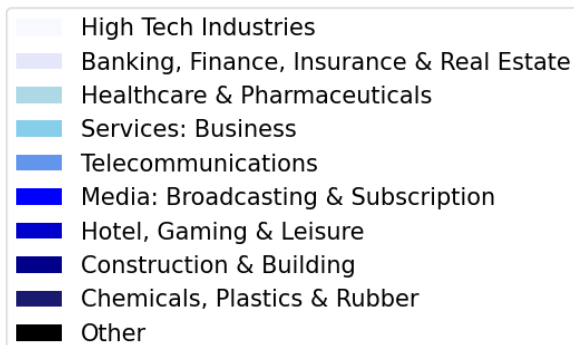 High Tech Industries
Banking, Finance, Insurance & Real Estate
Healthcare & Pharmaceuticals
Services: Business
Telecommunications
Media: Broadcasting & Subscription
Hotel, Gaming & Leisure
Construction & Building
Chemicals, Plastics & Rubber
Other